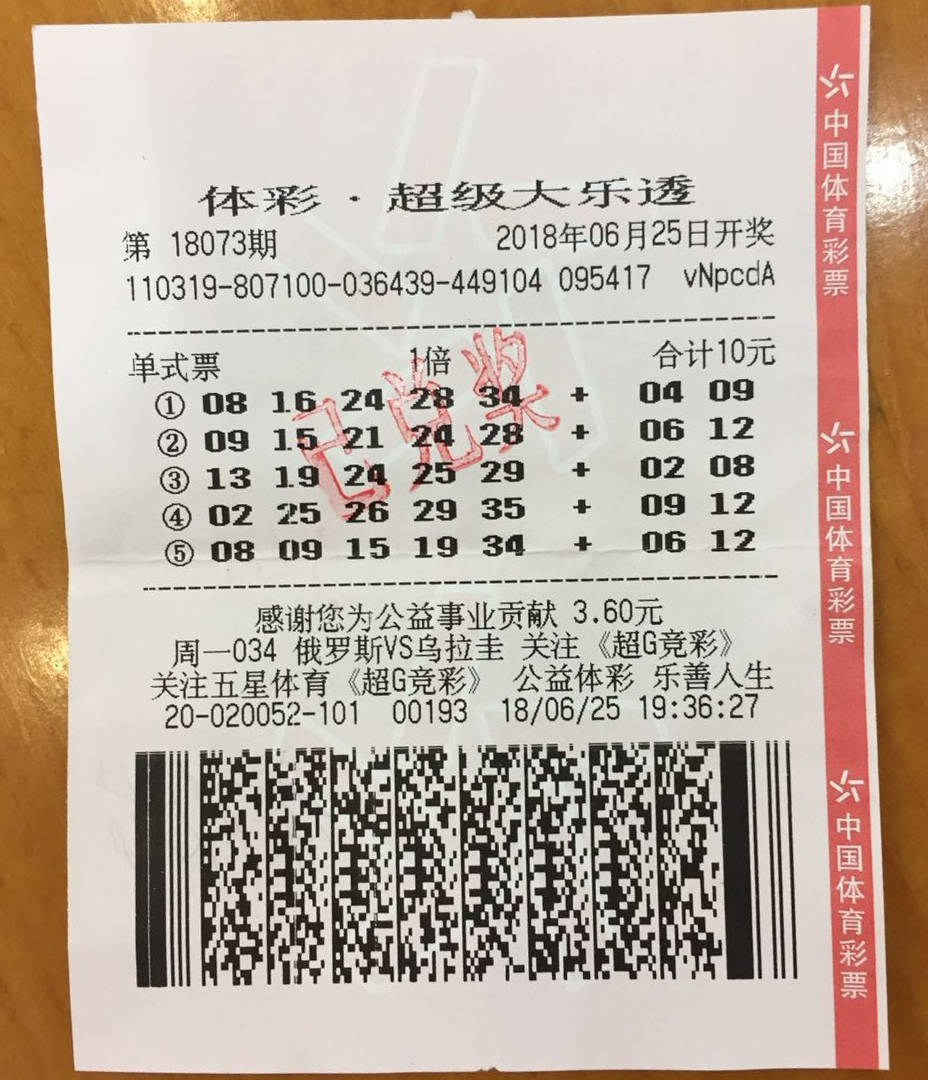 体彩·超级大乐透
第 18073期 2018年06月25日开奖
110319-807100-036439-449104 095417 vNpcdA
单式票 1倍 合计10元
① 08 16 24 28 34 + 04 09
② 09 15 21 24 28 + 06 12
③ 13 19 24 25 29 + 02 08
④ 02 25 26 29 35 + 09 12
⑤ 08 09 15 19 34 + 06 12
已兑奖
感谢您为公益事业贡献 3.60元
周一034 俄罗斯VS乌拉圭 关注《超G竞彩》
关注五星体育《超G竞彩》 公益体彩 乐善人生
20-020052-101 00193 18/06/25 19:36:27
中国体育彩票
中国体育彩票
中国体育彩票